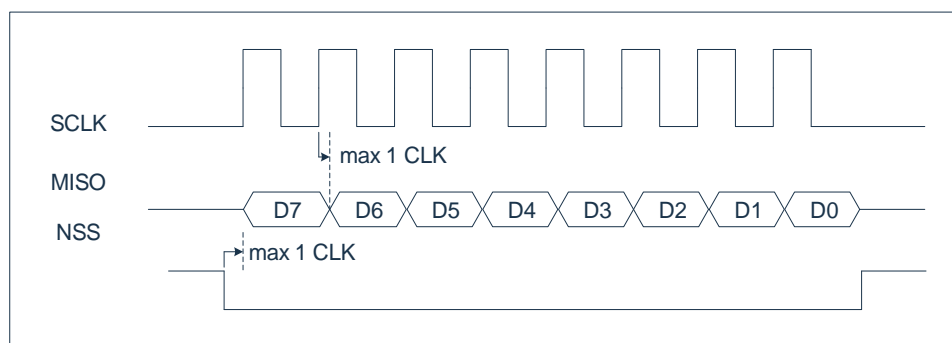 SCLK
max 1 CLK
MISO
D7 D6 D5 D4 D3 D2 D1 D0
NSS
max 1 CLK